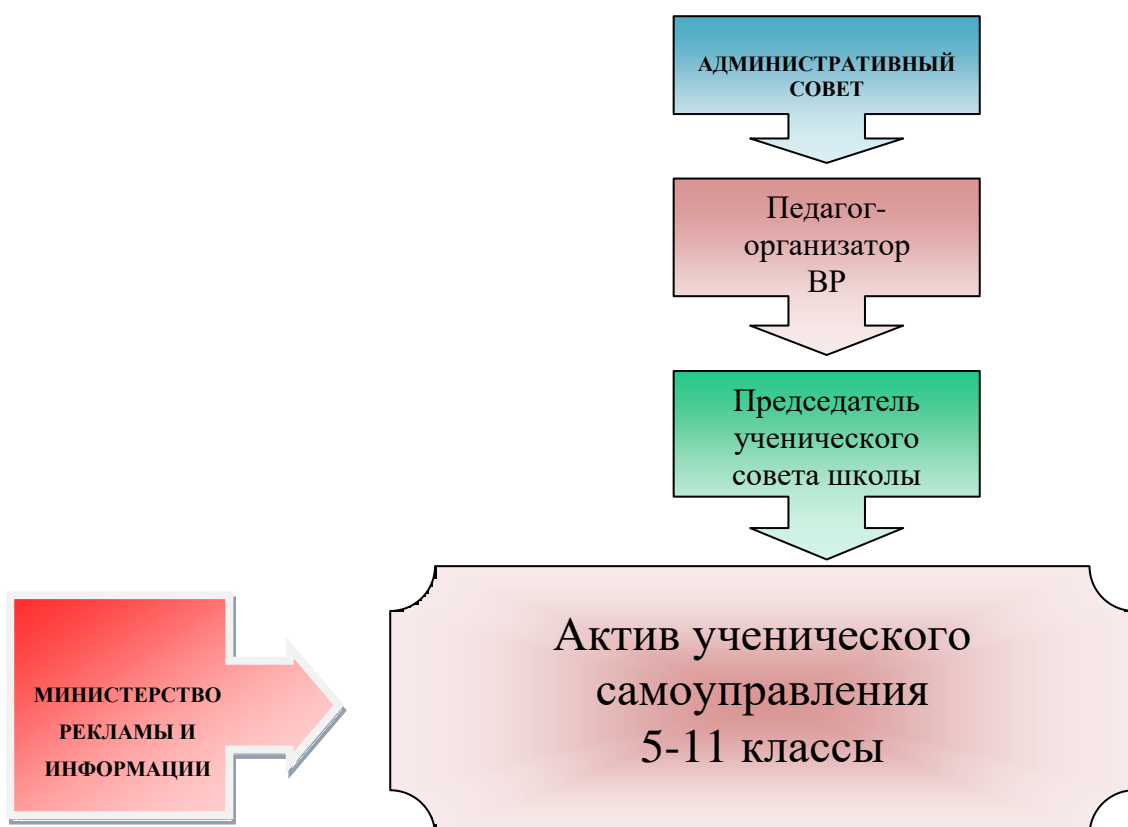 АДМИНИСТРАТИВНЫЙ
СОВЕТ
Педагог-
организатор
ВР
Председатель
ученического
совета школы
Актив ученического
самоуправления
5-11 классы
МИНИСТЕРСТВО
РЕКЛАМЫ И
ИНФОРМАЦИИ